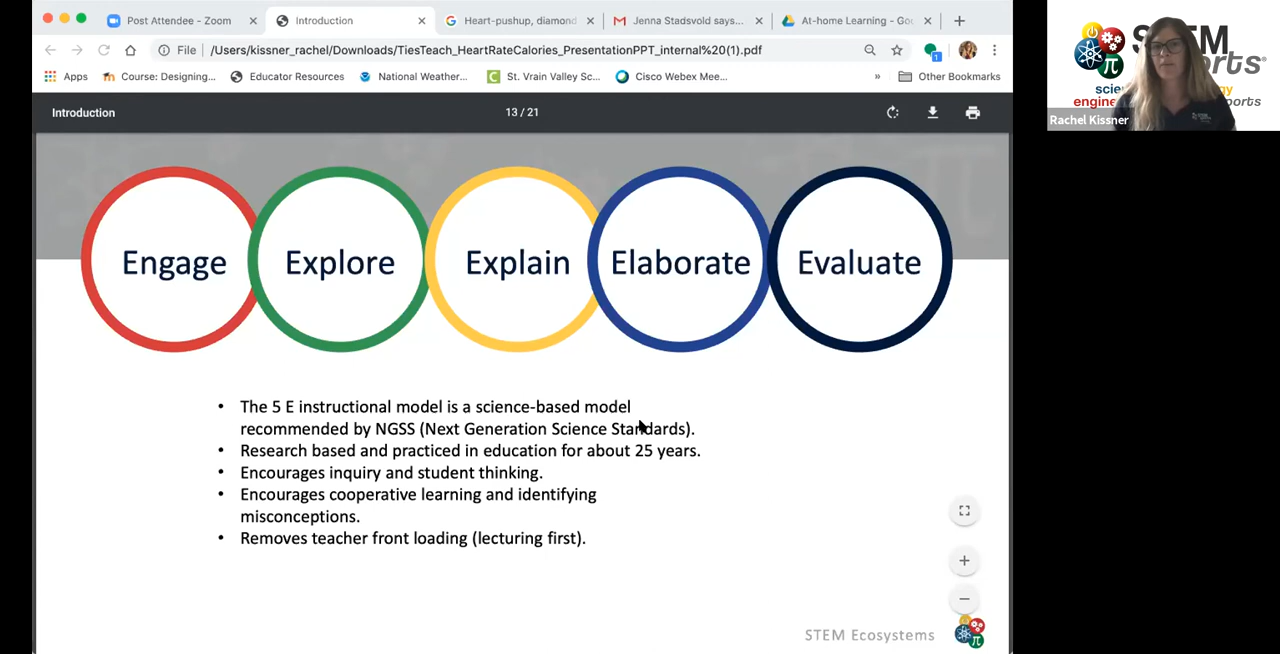 Post Attendee - Zoom
Introduction
Heart-pushup, diamond
Jenna Stadsvold says...
At-home Learning - Goo
File
/Users/kissner_rachel/Downloads/TiesTeach_HeartRateCalories_PresentationPPT_internal%20(1).pdf
Apps
Course: Designing...
Educator Resources
National Weather...
St. Vrain Valley Sc...
Cisco Webex Mee...
»
Other Bookmarks
Introduction
13 / 21
Engage
Explore
Explain
Elaborate
Evaluate
• The 5 E instructional model is a science-based model
recommended by NGSS (Next Generation Science Standards).
• Research based and practiced in education for about 25 years.
• Encourages inquiry and student thinking.
• Encourages cooperative learning and identifying
misconceptions.
• Removes teacher front loading (lecturing first).
STEM Ecosystems
Rachel Kissner